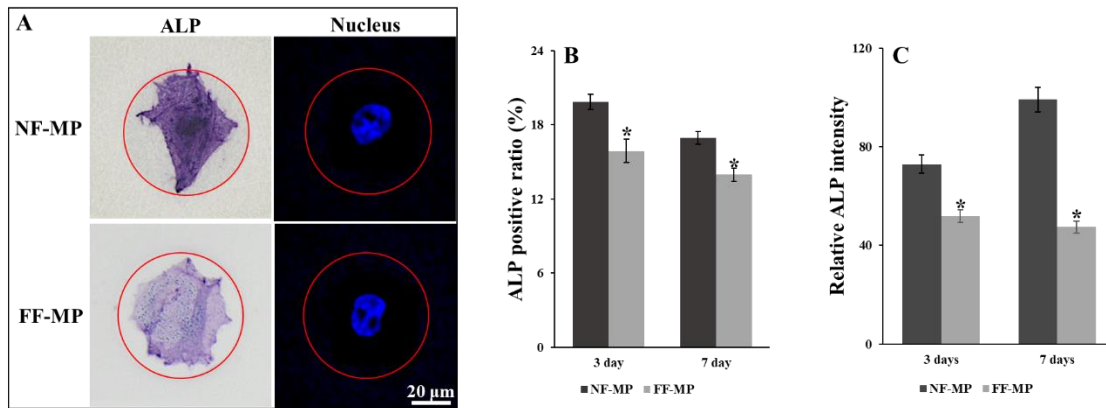 A
ALP
Nucleus
NF-MP
FF-MP
20 µm
B
ALP positive ratio (%)
24
18
12
6
0
*
*
3 day
7 day
NF-MP
FF-MP
C
Relative ALP intensity
120
80
40
0
*
*
3 days
7 days
NF-MP
FF-MP